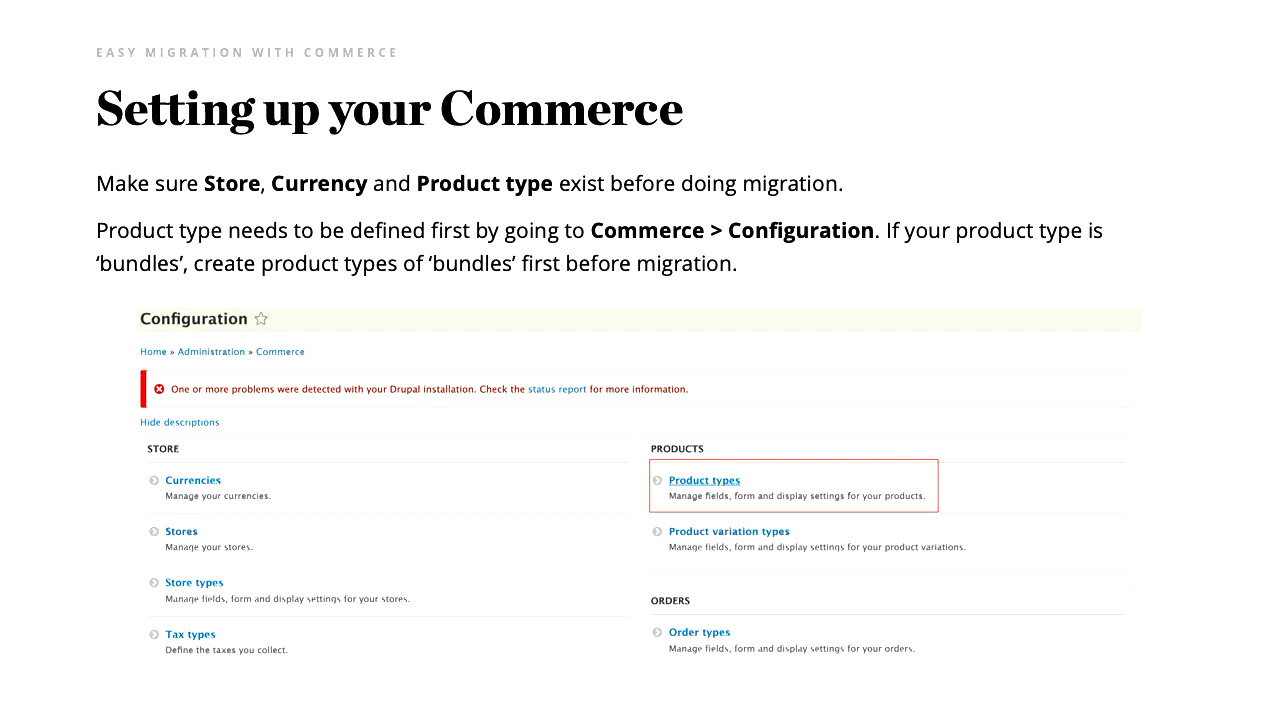 EASY MIGRATION WITH COMMERCE
Setting up your Commerce
Make sure Store, Currency and Product type exist before doing migration.
Product type needs to be defined first by going to Commerce > Configuration. If your product type is
‘bundles’, create product types of ‘bundles’ first before migration.
Configuration
Home » Administration » Commerce
One or more problems were detected with your Drupal installation. Check the status report for more information.
Hide descriptions
STORE
Currencies
Manage your currencies.
Stores
Manage your stores.
Store types
Manage fields, form and display settings for your stores.
Tax types
Define the taxes you collect.
PRODUCTS
Product types
Manage fields, form and display settings for your products.
Product variation types
Manage fields, form and display settings for your product variations.
ORDERS
Order types
Manage fields, form and display settings for your orders.